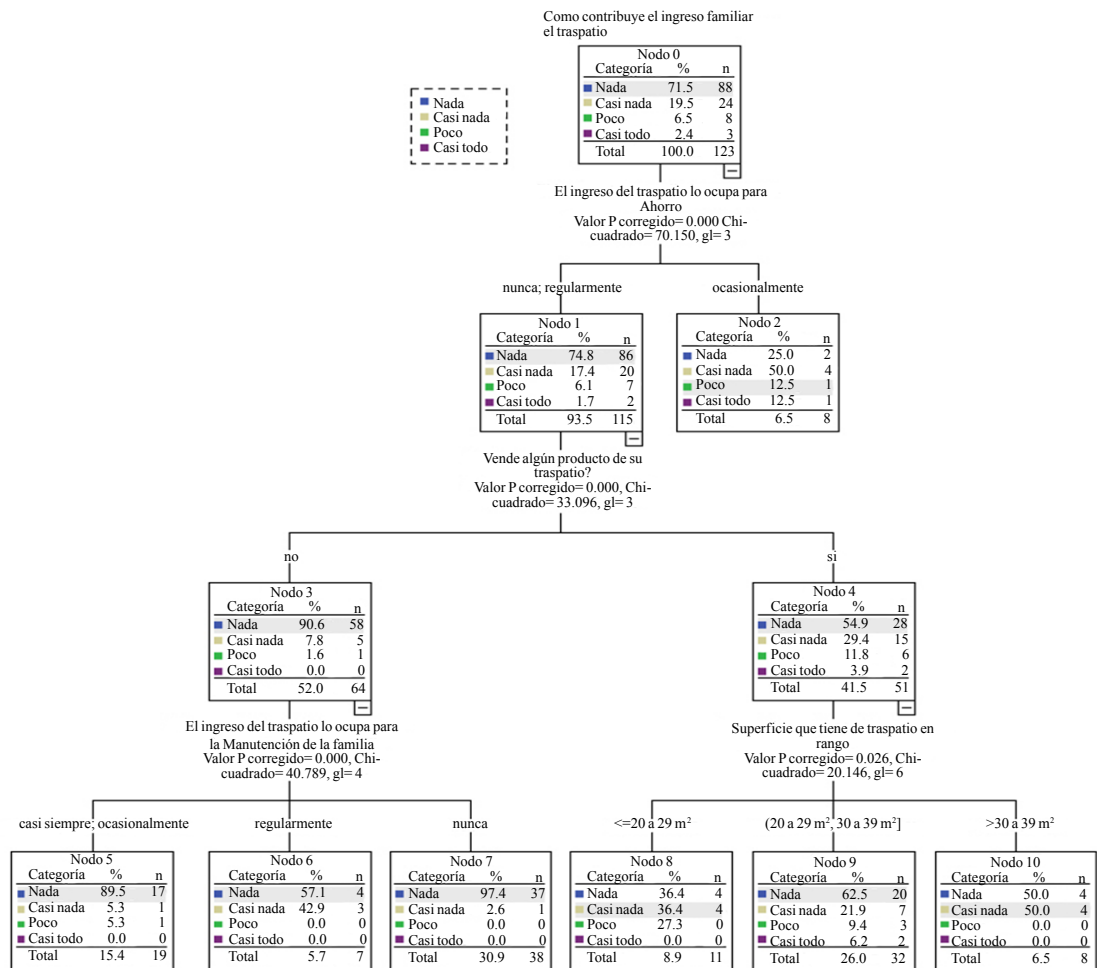 Como contribuye el ingreso familiar
el traspatio
Nodo 0
Categoría % n
Nada 71.5 88
Casi nada 19.5 24
Poco 6.5 8
Casi todo 2.4 3
Total 100.0 123
Nada
Casi nada
Poco
Casi todo
El ingreso del traspatio lo ocupa para
Ahorro
Valor P corregido= 0.000 Chi-
cuadrado= 70.150, gl= 3
nunca; regularmente
ocasionalmente
Nodo 1
Categoría % n
Nada 74.8 86
Casi nada 17.4 20
Poco 6.1 7
Casi todo 1.7 2
Total 93.5 115
Nodo 2
Categoría % n
Nada 25.0 2
Casi nada 50.0 4
Poco 12.5 1
Casi todo 12.5 1
Total 6.5 8
Vende algún producto de su
traspatio?
Valor P corregido= 0.000, Chi-
cuadrado= 33.096, gl= 3
no
si
Nodo 3
Categoría % n
Nada 90.6 58
Casi nada 7.8 5
Poco 1.6 1
Casi todo 0.0 0
Total 52.0 64
Nodo 4
Categoría % n
Nada 54.9 28
Casi nada 29.4 15
Poco 11.8 6
Casi todo 3.9 2
Total 41.5 51
El ingreso del traspatio lo ocupa para
la Manutención de la familia
Valor P corregido= 0.000, Chi-
cuadrado= 40.789, gl= 4
Superficie que tiene de traspatio en
rango
Valor P corregido= 0.026, Chi-
cuadrado= 20.146, gl= 6
casi siempre; ocasionalmente
regularmente
nunca
<=20 a 29 m²
(20 a 29 m², 30 a 39 m²]
>30 a 39 m²
Nodo 5
Categoría % n
Nada 89.5 17
Casi nada 5.3 1
Poco 5.3 1
Casi todo 0.0 0
Total 15.4 19
Nodo 6
Categoría % n
Nada 57.1 4
Casi nada 42.9 3
Poco 0.0 0
Casi todo 0.0 0
Total 5.7 7
Nodo 7
Categoría % n
Nada 97.4 37
Casi nada 2.6 1
Poco 0.0 0
Casi todo 0.0 0
Total 30.9 38
Nodo 8
Categoría % n
Nada 36.4 4
Casi nada 36.4 4
Poco 27.3 0
Casi todo 0.0 0
Total 8.9 11
Nodo 9
Categoría % n
Nada 62.5 20
Casi nada 21.9 7
Poco 9.4 3
Casi todo 6.2 2
Total 26.0 32
Nodo 10
Categoría % n
Nada 50.0 4
Casi nada 50.0 4
Poco 0.0 0
Casi todo 0.0 0
Total 6.5 8